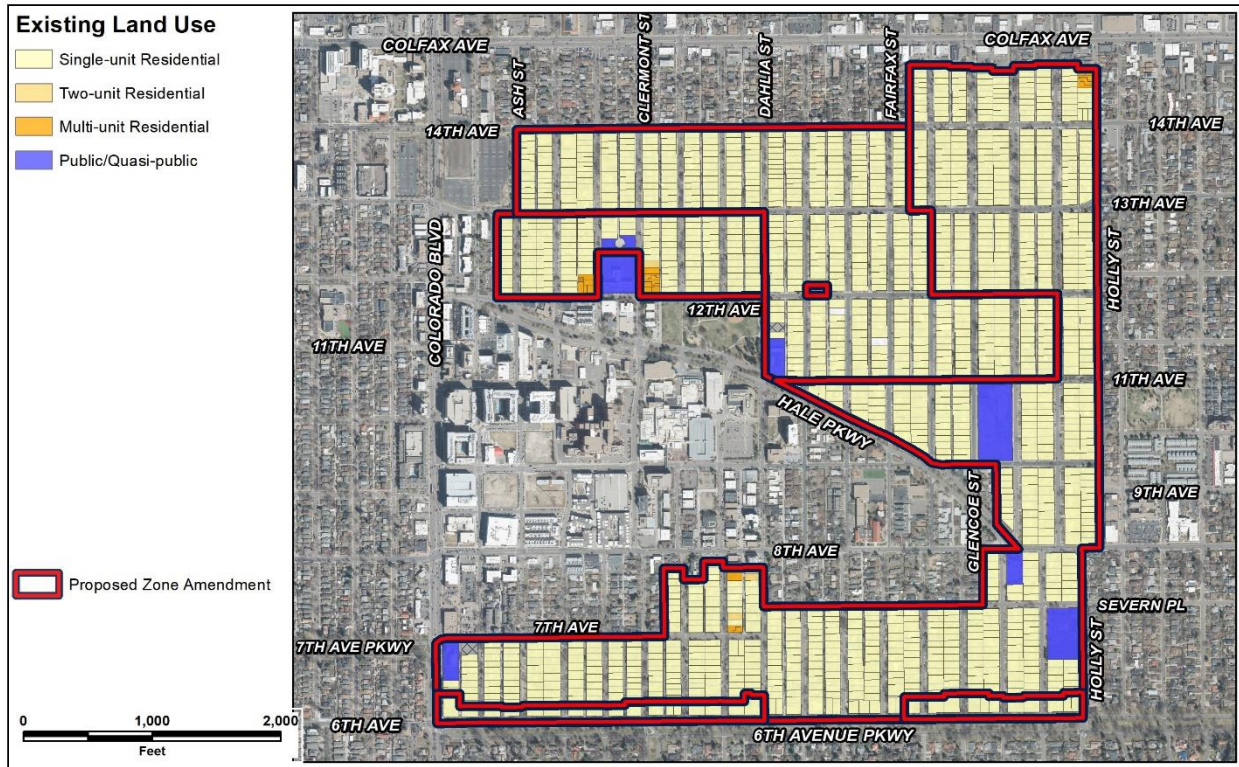 Existing Land Use
Single-unit Residential
Two-unit Residential
Multi-unit Residential
Public/Quasi-public
Proposed Zone Amendment
0 1,000 2,000
Feet
COLFAX AVE
COLFAX AVE
ASH ST
CLERMONT ST
DAHLIA ST
FAIRFAX ST
14TH AVE
14TH AVE
13TH AVE
COLORADO BLVD
HOLLY ST
12TH AVE
11TH AVE
11TH AVE
HALE PKWY
GLENCOE ST
9TH AVE
8TH AVE
SEVERN PL
7TH AVE
7TH AVE PKWY
HOLLY ST
6TH AVE
6TH AVENUE PKWY